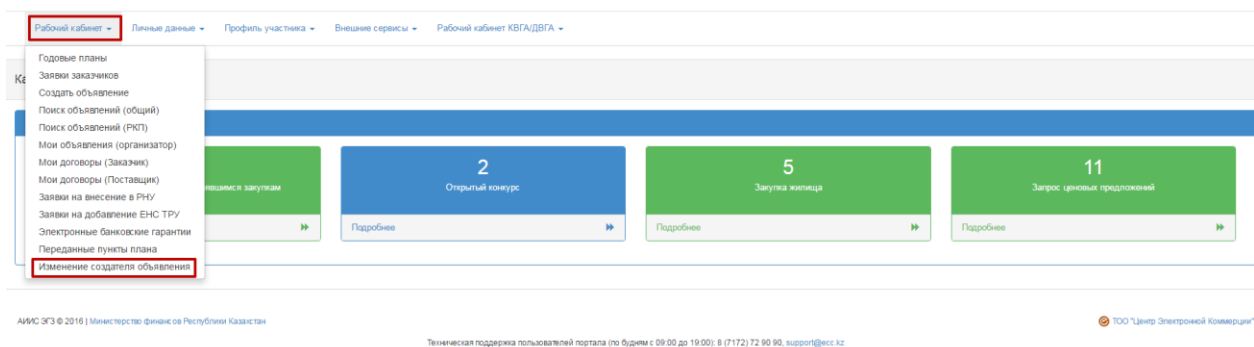 Рабочий кабинет Личные данные Профиль участника Внешние сервисы Рабочий кабинет КВГА/ДВГА
Годовые планы
Заявки заказчиков
Создать объявление
Поиск объявлений (общий)
Поиск объявлений (РКП)
Мои объявления (организатор)
Мои договоры (Заказчик)
Мои договоры (Поставщик)
Заявки на внесение в РНУ
Заявки на добавление ЕНС ТРУ
Электронные банковские гарантии
Переданные пункты плана
Изменение создателя объявления
Ка
закупкам
2
Открытый конкурс
Подробнее
5
Закупка жилища
Подробнее
11
Запрос ценовых предложений
Подробнее
АИИС ЭГЗ © 2016 | Министерство финансов Республики Казахстан
ТОО "Центр Электронной Коммерции"
Техническая поддержка пользователей портала (по будням с 09:00 до 19:00): 8 (7172) 72 90 90, support@ecc.kz